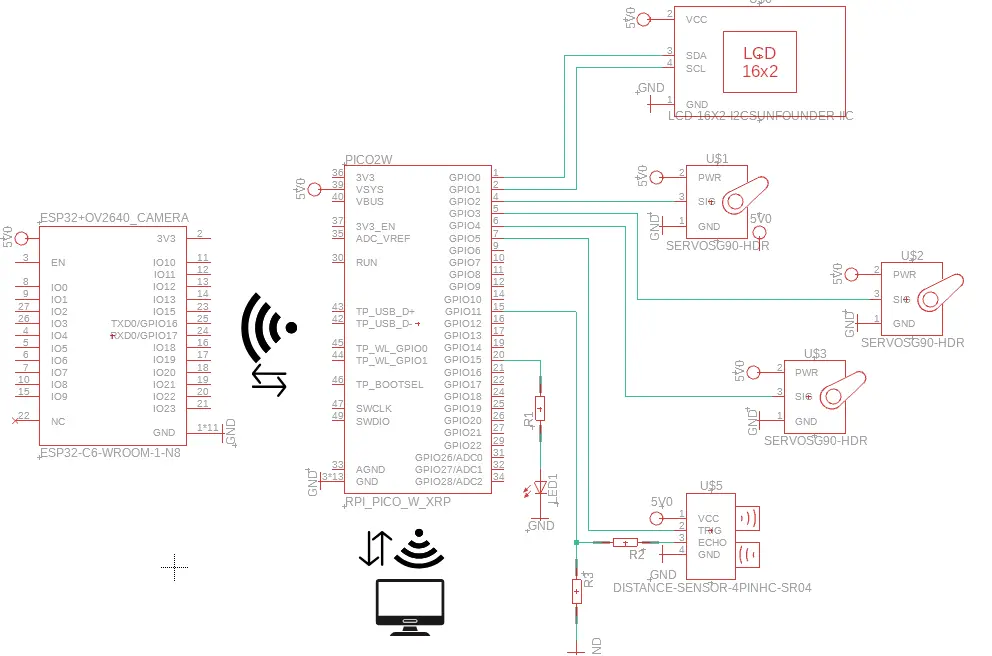 5V0
2
VCC
3
SDA
4
SCL
LCD
16x2
GND
1
GND
LCD-16X2-I2CSUNFOUNDER-IIC
PICO2W
36
3V3
5V0
39
VSYS
40
VBUS
37
3V3_EN
35
ADC_VREF
30
RUN
43
TP_USB_D+
42
TP_USB_D-
45
TP_WL_GPIO0
44
TP_WL_GPIO1
46
TP_BOOTSEL
47
SWCLK
49
SWDIO
33
AGND
GND
3*13
GND
GPIO0
1
GPIO1
2
GPIO2
4
GPIO3
5
GPIO4
6
GPIO5
7
GPIO6
9
GPIO7
10
GPIO8
11
GPIO9
12
GPIO10
14
GPIO11
15
GPIO12
16
GPIO13
17
GPIO14
19
GPIO15
20
GPIO16
21
GPIO17
22
GPIO18
24
GPIO19
25
GPIO20
26
GPIO21
27
GPIO22
29
GPIO26/ADC0
31
GPIO27/ADC1
32
GPIO28/ADC2
34
RPI_PICO_W_XRP
ESP32+OV2640_CAMERA
5V0
3V3
2
3
EN
8
IO0
9
IO1
27
IO2
26
IO3
4
IO4
5
IO5
6
IO6
7
IO7
10
IO8
15
IO9
22
NC
IO10
11
IO11
12
IO12
13
IO13
14
IO15
23
TXD0/GPIO16
25
RXD0/GPIO17
24
IO18
16
IO19
17
IO20
18
IO21
19
IO22
20
IO23
21
GND
1*11
GND
ESP32-C6-WROOM-1-N8
U$1
5V0
2
PWR
3
SIG
GND
1
GND
5V0
SERVOSG90-HDR
U$2
5V0
2
PWR
3
SIG
GND
1
GND
SERVOSG90-HDR
U$3
5V0
2
PWR
3
SIG
GND
1
GND
SERVOSG90-HDR
R1
LED1
GND
U$5
5V0
1
VCC
2
TRIG
3
ECHO
4
GND
R2
GND
DISTANCE-SENSOR-4PINHC-SR04
R3
ND